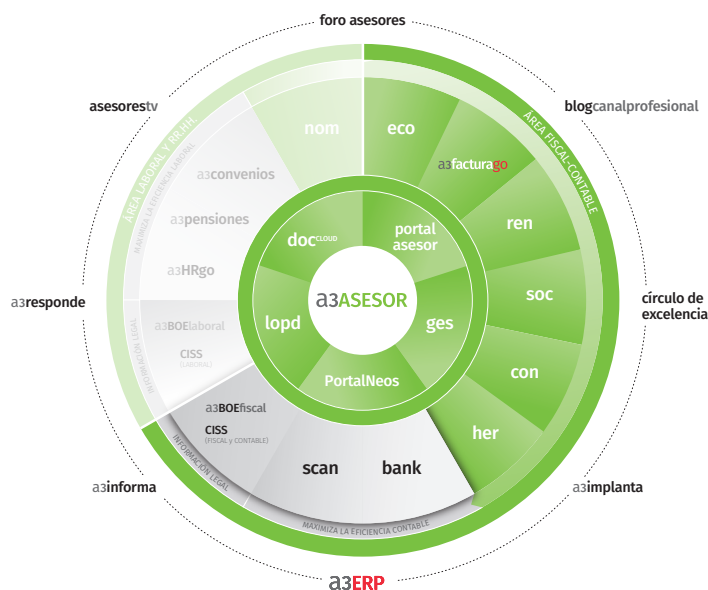 foro asesores
asesorestv
blogcanalprofesional
ÁREA LABORAL Y RR.HH.
MAXIMIZA LA EFICIENCIA LABORAL
ÁREA FISCAL-CONTABLE
nom
eco
a3facturago
a3convenios
a3pensiones
a3HRgo
ren
docCLOUD
portal
asesor
a3responde
a3ASESOR
soc
círculo de
excelencia
lopd
ges
a3BOElaboral
CISS
(LABORAL)
INFORMACIÓN LEGAL
con
PortalNeos
a3BOEfiscal
CISS
(FISCAL y CONTABLE)
her
scan
bank
INFORMACIÓN LEGAL
MAXIMIZA LA EFICIENCIA CONTABLE
a3informa
a3implanta
a3ERP